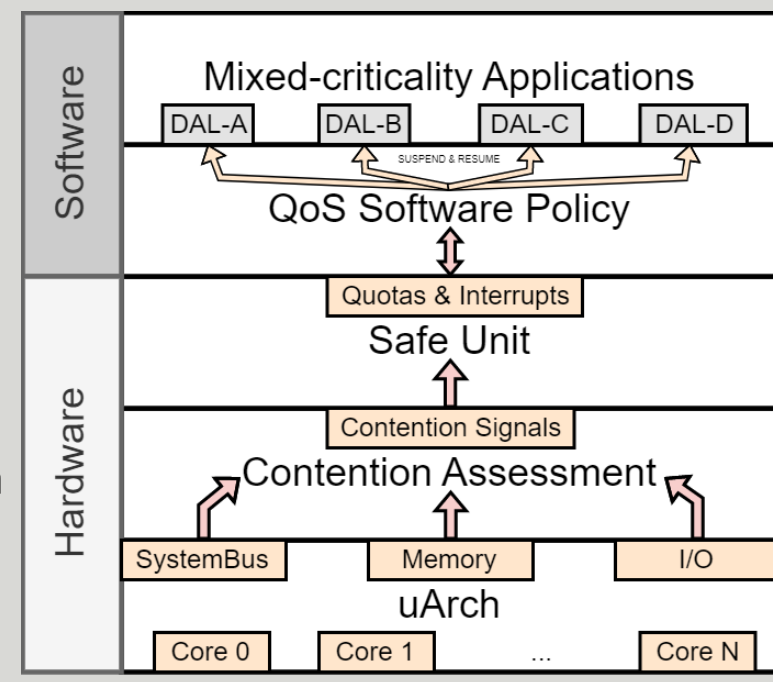 Software
Mixed-criticality Applications
DAL-A
DAL-B
DAL-C
DAL-D
SUSPEND & RESUME
QoS Software Policy
Hardware
Quotas & Interrupts
Safe Unit
Contention Signals
Contention Assessment
SystemBus
Memory
I/O
uArch
Core 0
Core 1
...
Core N